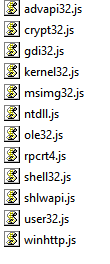 advapi32.js
crypt32.js
gdi32.js
kernel32.js
msimg32.js
ntdll.js
ole32.js
rpcrt4.js
shell32.js
shlwapi.js
user32.js
winhttp.js